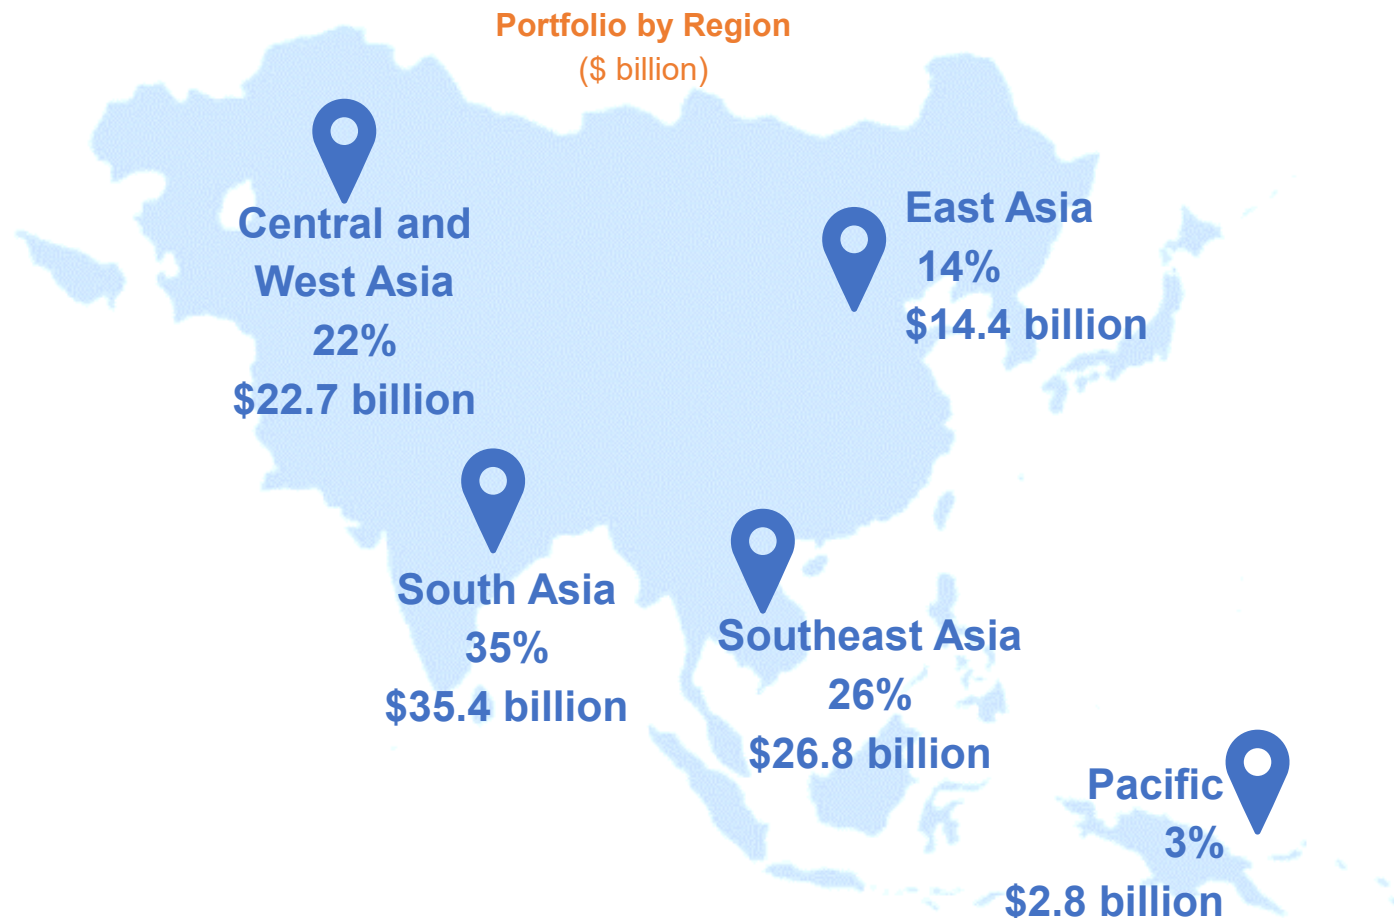 Portfolio by Region
($ billion)
Central and
West Asia
22%
$22.7 billion
East Asia
14%
$14.4 billion
South Asia
35%
$35.4 billion
Southeast Asia
26%
$26.8 billion
Pacific
3%
$2.8 billion